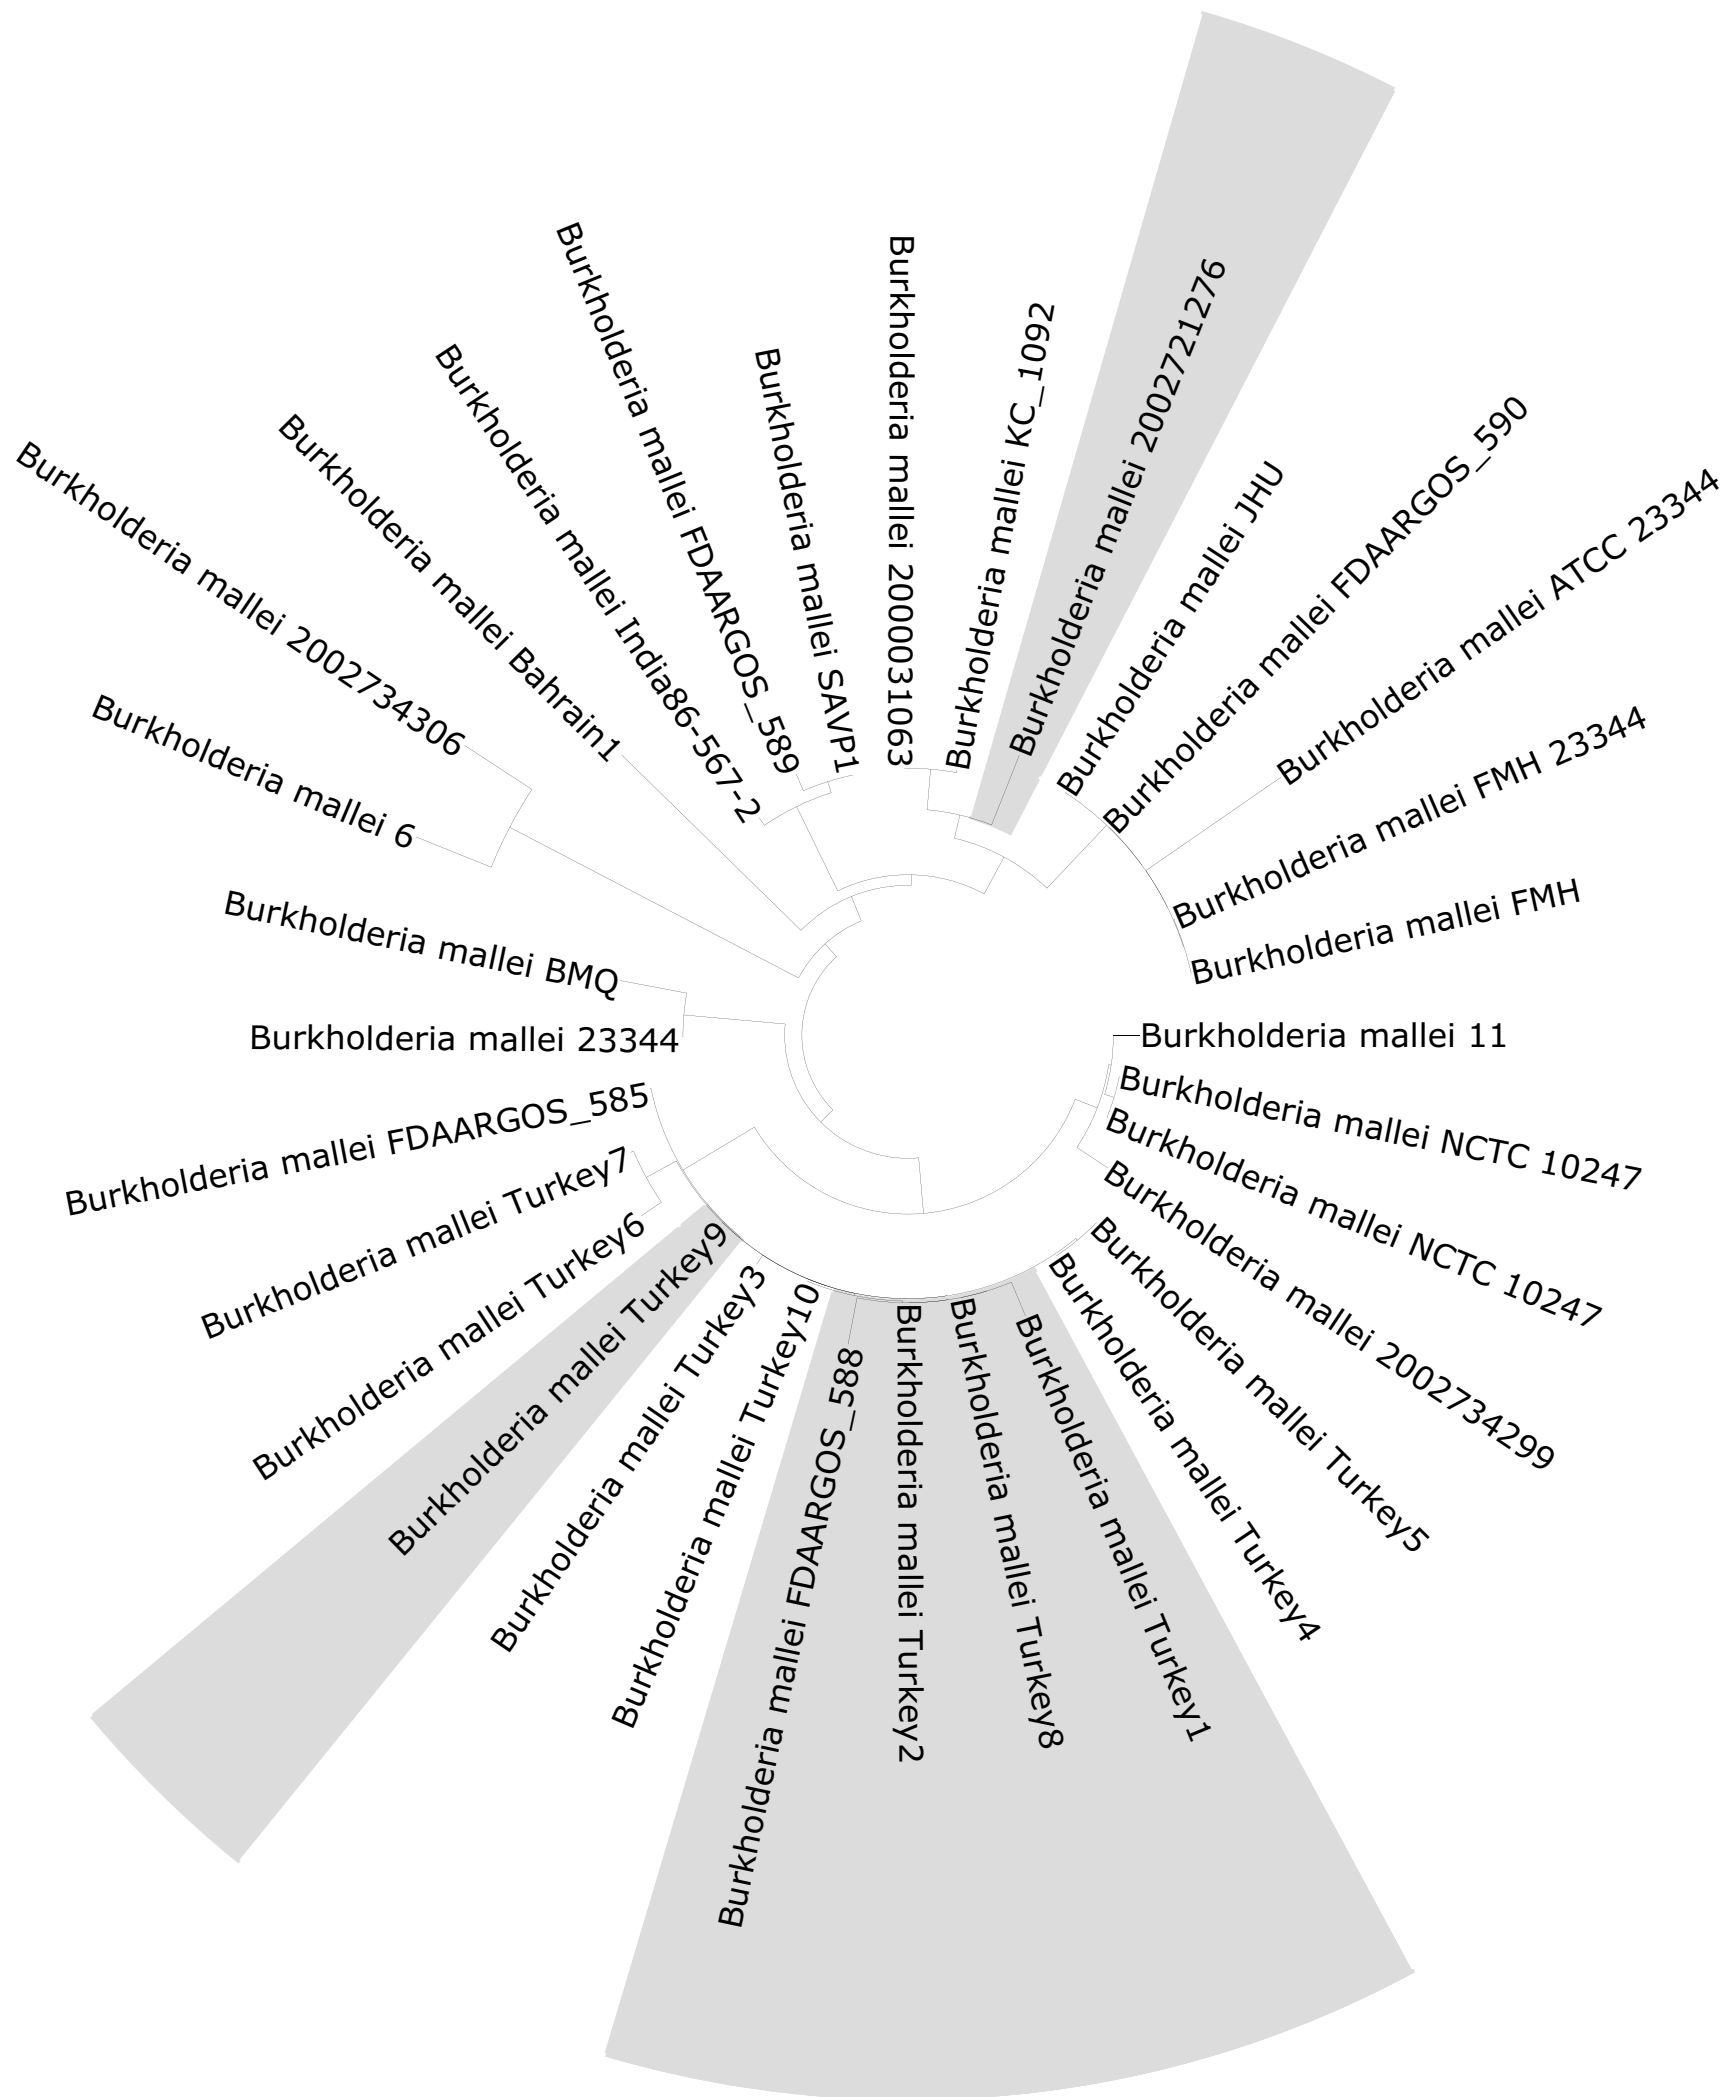 Burkholderia mallei 2000031063
Burkholderia mallei KC_1092
Burkholderia mallei 2002721276
Burkholderia mallei JHU
Burkholderia mallei FDAARGOS_590
Burkholderia mallei ATCC 23344
Burkholderia mallei FMH 23344
Burkholderia mallei FMH
Burkholderia mallei 11
Burkholderia mallei NCTC 10247
Burkholderia mallei NCTC 10247
Burkholderia mallei 2002734299
Burkholderia mallei Turkey5
Burkholderia mallei Turkey4
Burkholderia mallei Turkey1
Burkholderia mallei Turkey8
Burkholderia mallei Turkey2
Burkholderia mallei FDAARGOS_588
Burkholderia mallei Turkey10
Burkholderia mallei Turkey3
Burkholderia mallei Turkey9
Burkholderia mallei Turkey6
Burkholderia mallei Turkey7
Burkholderia mallei FDAARGOS_585
Burkholderia mallei 23344
Burkholderia mallei BMQ
Burkholderia mallei 6
Burkholderia mallei 2002734306
Burkholderia mallei Bahrain1
Burkholderia mallei India86-567-2
Burkholderia mallei FDAARGOS_589
Burkholderia mallei SAVP1